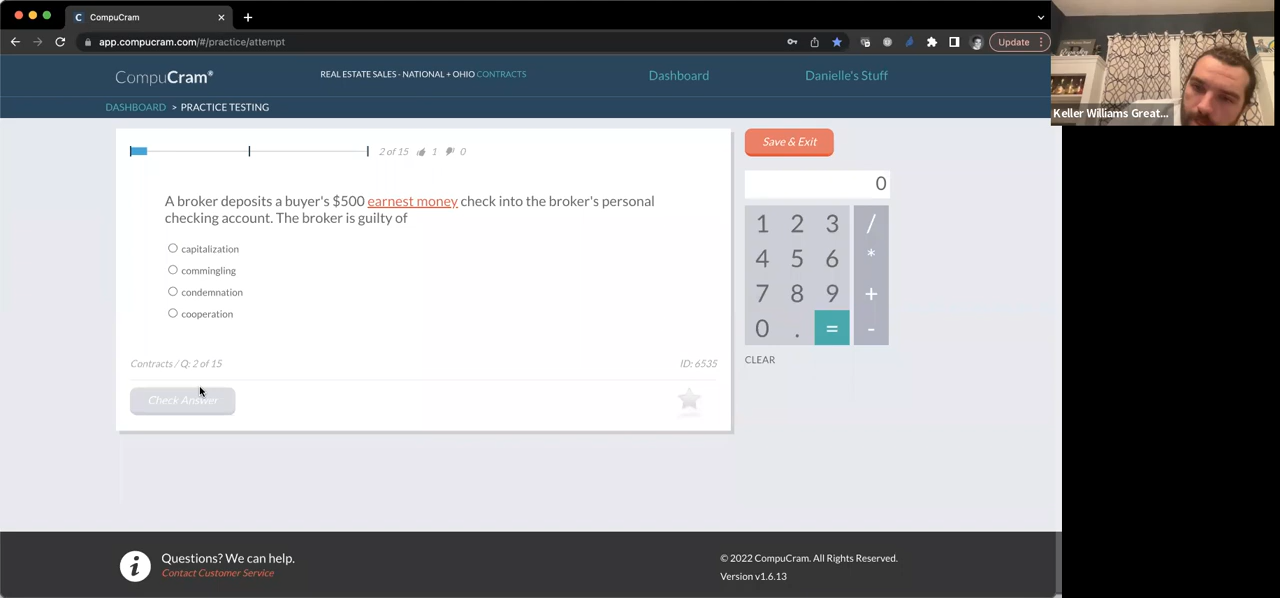 CompuCram
app.compucram.com/#/practice/attempt
Update
CompuCram®
REAL ESTATE SALES - NATIONAL + OHIO CONTRACTS
Dashboard
Danielle's Stuff
DASHBOARD > PRACTICE TESTING
Keller Williams Great...
2 of 15 1 0
Save & Exit
A broker deposits a buyer's $500 earnest money check into the broker's personal
checking account. The broker is guilty of
capitalization
commingling
condemnation
cooperation
0
1 2 3 /
4 5 6 *
7 8 9 +
0 . = -
CLEAR
Contracts / Q: 2 of 15
ID: 6535
Check Answer
Questions? We can help.
Contact Customer Service
© 2022 CompuCram. All Rights Reserved.
Version v1.6.13